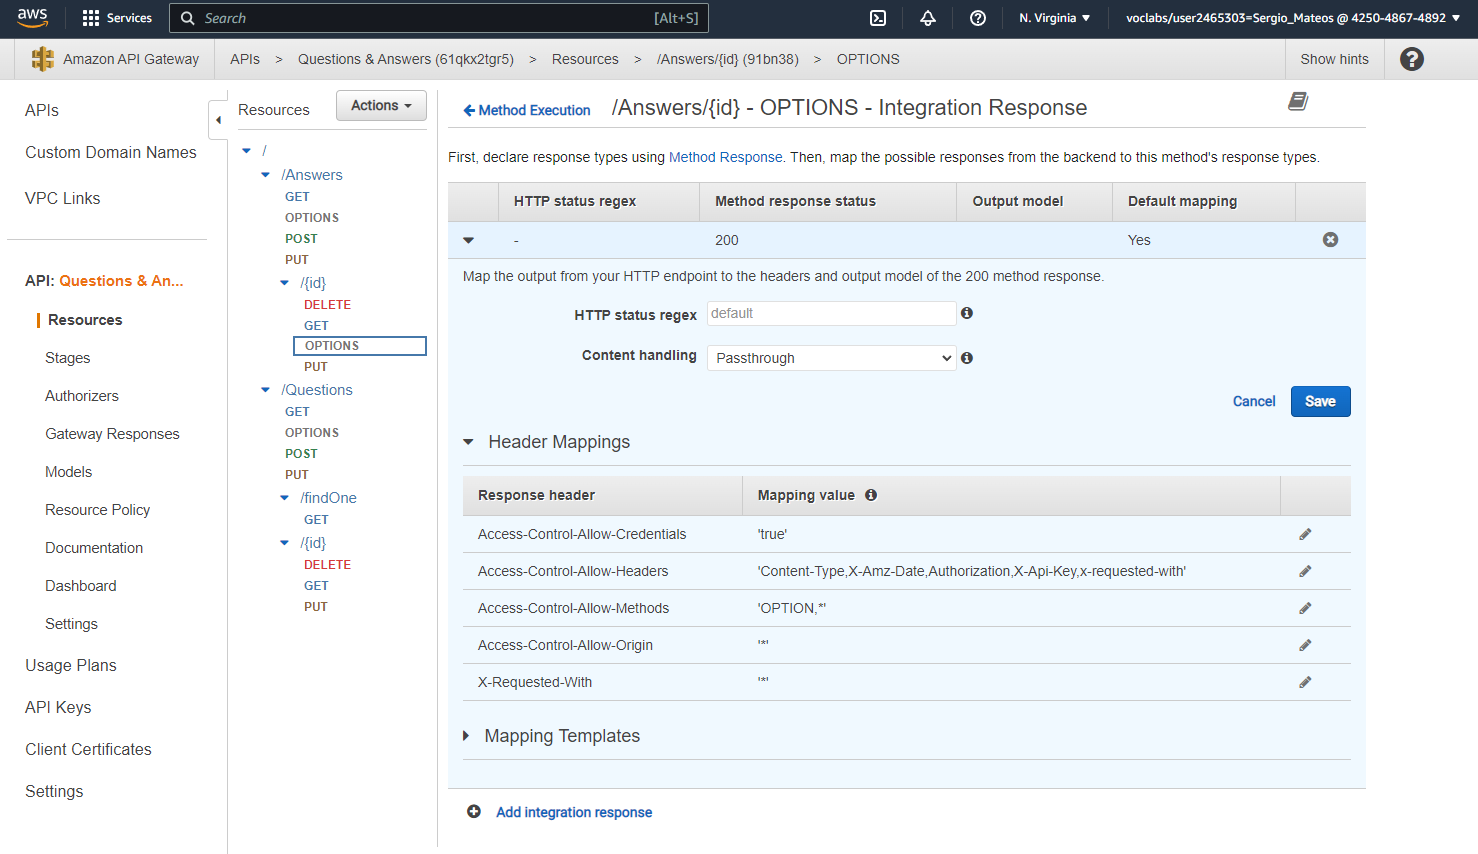 aws Services Search [Alt+S] N. Virginia voclabs/user2465303=Sergio_Mateos @ 4250-4867-4892
Amazon API Gateway APIs > Questions & Answers (61qkx2tgr5) > Resources > /Answers/{id} (91bn38) > OPTIONS Show hints
APIs
Custom Domain Names
VPC Links
API: Questions & An...
Resources
Stages
Authorizers
Gateway Responses
Models
Resource Policy
Documentation
Dashboard
Settings
Usage Plans
API Keys
Client Certificates
Settings
Resources Actions
/
/Answers
GET
OPTIONS
POST
PUT
/{id}
DELETE
GET
OPTIONS
PUT
/Questions
GET
OPTIONS
POST
PUT
/findOne
GET
/{id}
DELETE
GET
PUT
Method Execution /Answers/{id} - OPTIONS - Integration Response
First, declare response types using Method Response. Then, map the possible responses from the backend to this method's response types.
HTTP status regex Method response status Output model Default mapping
- 200 Yes
Map the output from your HTTP endpoint to the headers and output model of the 200 method response.
HTTP status regex default
Content handling Passthrough
Cancel Save
Header Mappings
Response header Mapping value
Access-Control-Allow-Credentials 'true'
Access-Control-Allow-Headers 'Content-Type,X-Amz-Date,Authorization,X-Api-Key,x-requested-with'
Access-Control-Allow-Methods 'OPTION,*'
Access-Control-Allow-Origin '*'
X-Requested-With '*'
Mapping Templates
Add integration response